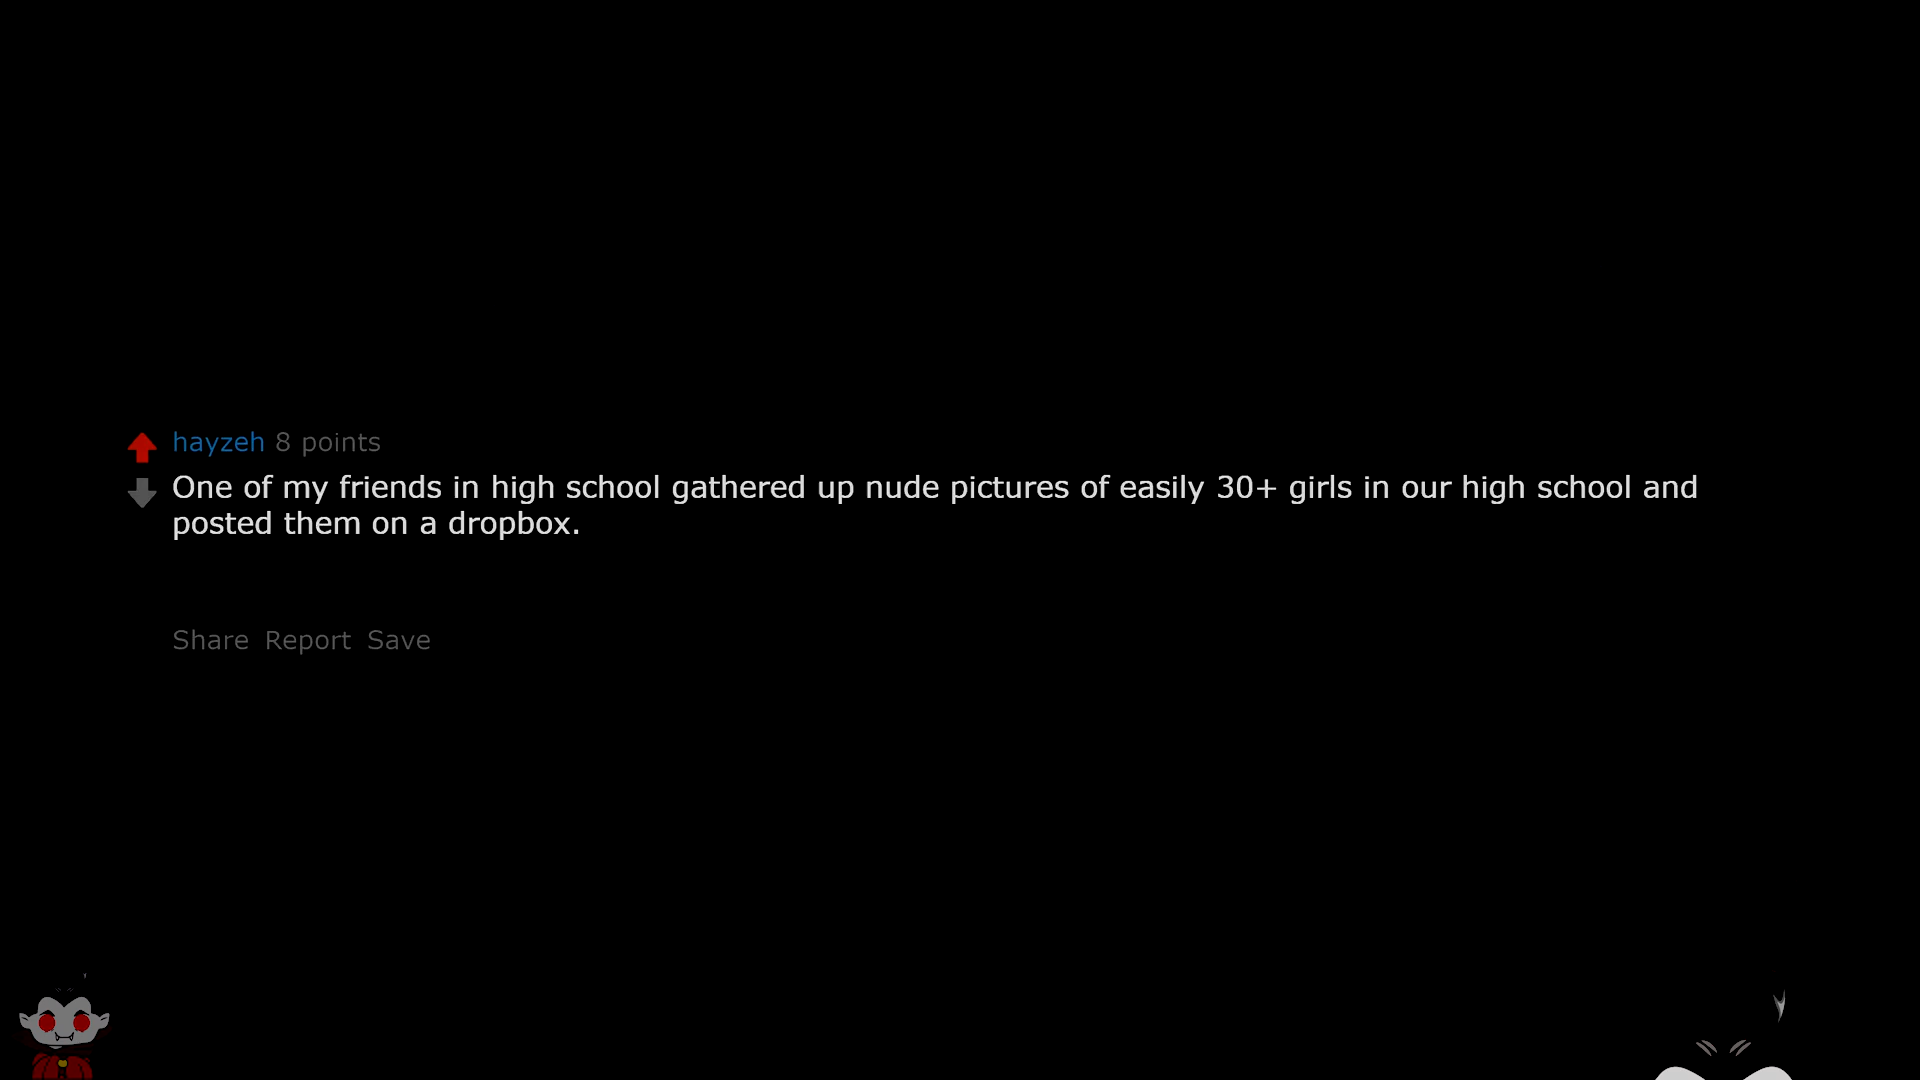 hayzeh 8 points
One of my friends in high school gathered up nude pictures of easily 30+ girls in our high school and
posted them on a dropbox.
Share Report Save